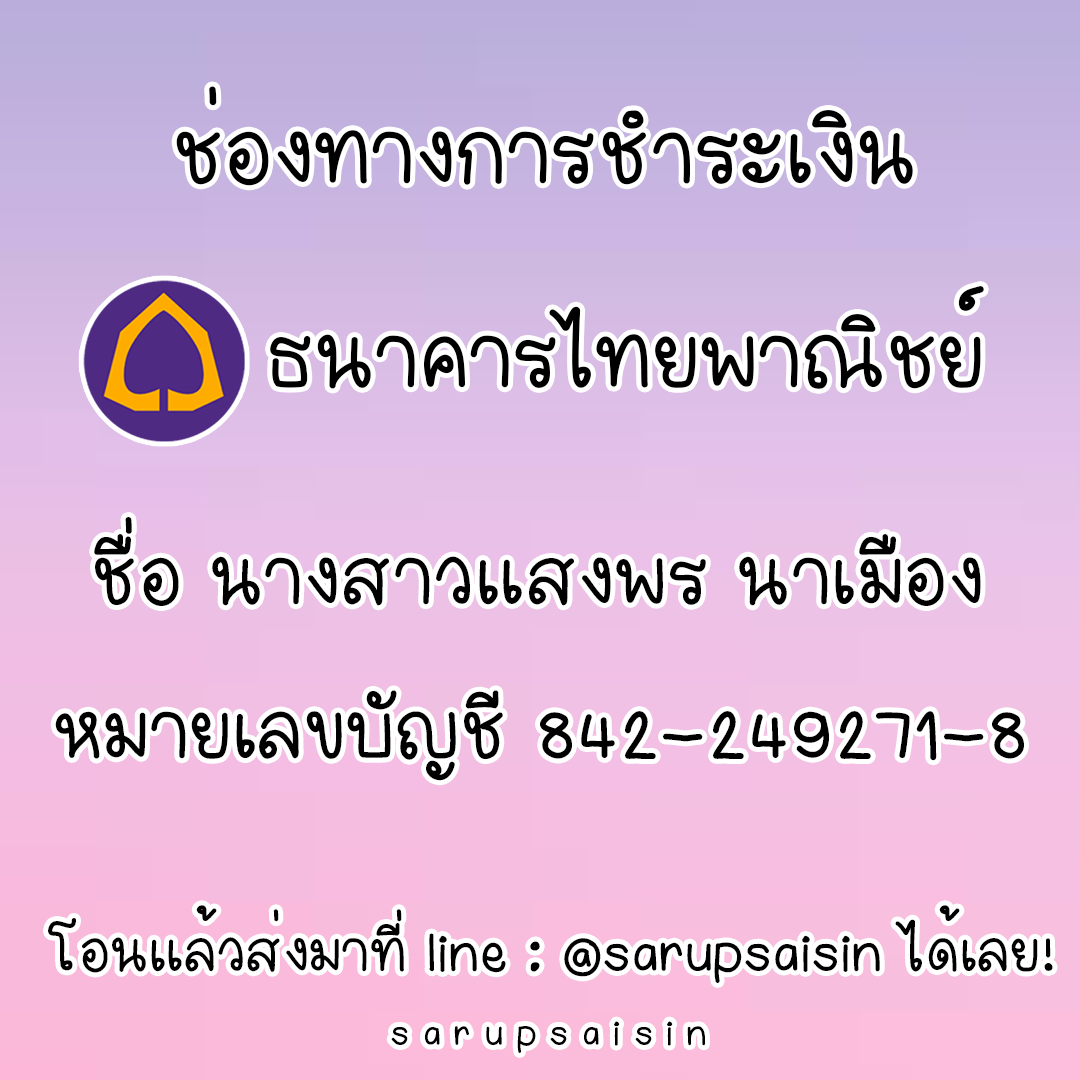 ช่องทางการชำระเงิน
ธนาคารไทยพาณิชย์
ชื่อ นางสาวแสงพร นาเมือง
หมายเลขบัญชี 842-249271-8
โอนแล้วส่งมาที่ line : @sarupsaisin ได้เลย!
sarupsaisin